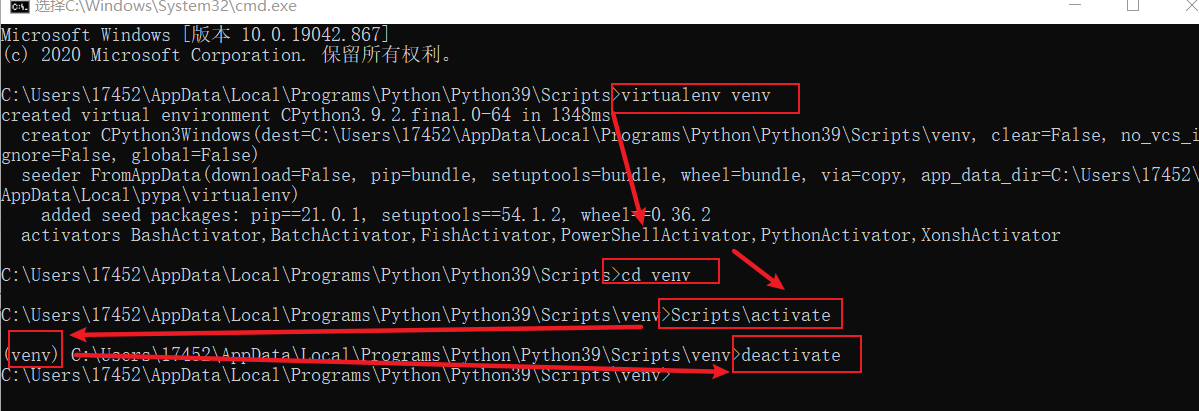 选择C:\Windows\System32\cmd.exe
Microsoft Windows [版本 10.0.19042.867]
(c) 2020 Microsoft Corporation. 保留所有权利。
C:\Users\17452\AppData\Local\Programs\Python\Python39\Scripts>virtualenv venv
created virtual environment CPython3.9.2.final.0-64 in 1348ms
creator CPython3Windows(dest=C:\Users\17452\AppData\Local\Programs\Python\Python39\Scripts\venv, clear=False, no_vcs_i
gnore=False, global=False)
seeder FromAppData(download=False, pip=bundle, setuptools=bundle, wheel=bundle, via=copy, app_data_dir=C:\Users\17452\
AppData\Local\pypa\virtualenv)
added seed packages: pip==21.0.1, setuptools==54.1.2, wheel==0.36.2
activators BashActivator,BatchActivator,FishActivator,PowerShellActivator,PythonActivator,XonshActivator
C:\Users\17452\AppData\Local\Programs\Python\Python39\Scripts>cd venv
C:\Users\17452\AppData\Local\Programs\Python\Python39\Scripts\venv>Scripts\activate
(venv) C:\Users\17452\AppData\Local\Programs\Python\Python39\Scripts\venv>deactivate
C:\Users\17452\AppData\Local\Programs\Python\Python39\Scripts\venv>